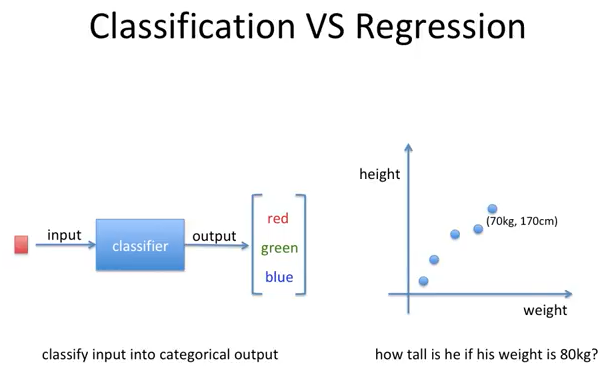 Classification VS Regression
input
classifier
output
red
green
blue
classify input into categorical output
height
(70kg, 170cm)
weight
how tall is he if his weight is 80kg?